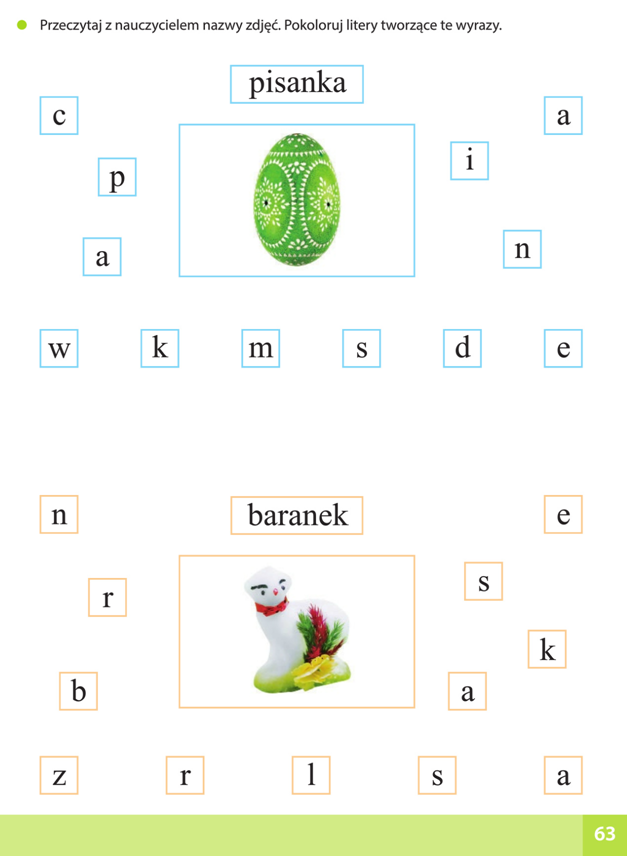 Przeczytaj z nauczycielem nazwy zdjęć. Pokoloruj litery tworzące te wyrazy.
pisanka
c
a
i
p
n
a
w k m s d e
n
baranek
e
s
r
k
b
a
z r l s a
63